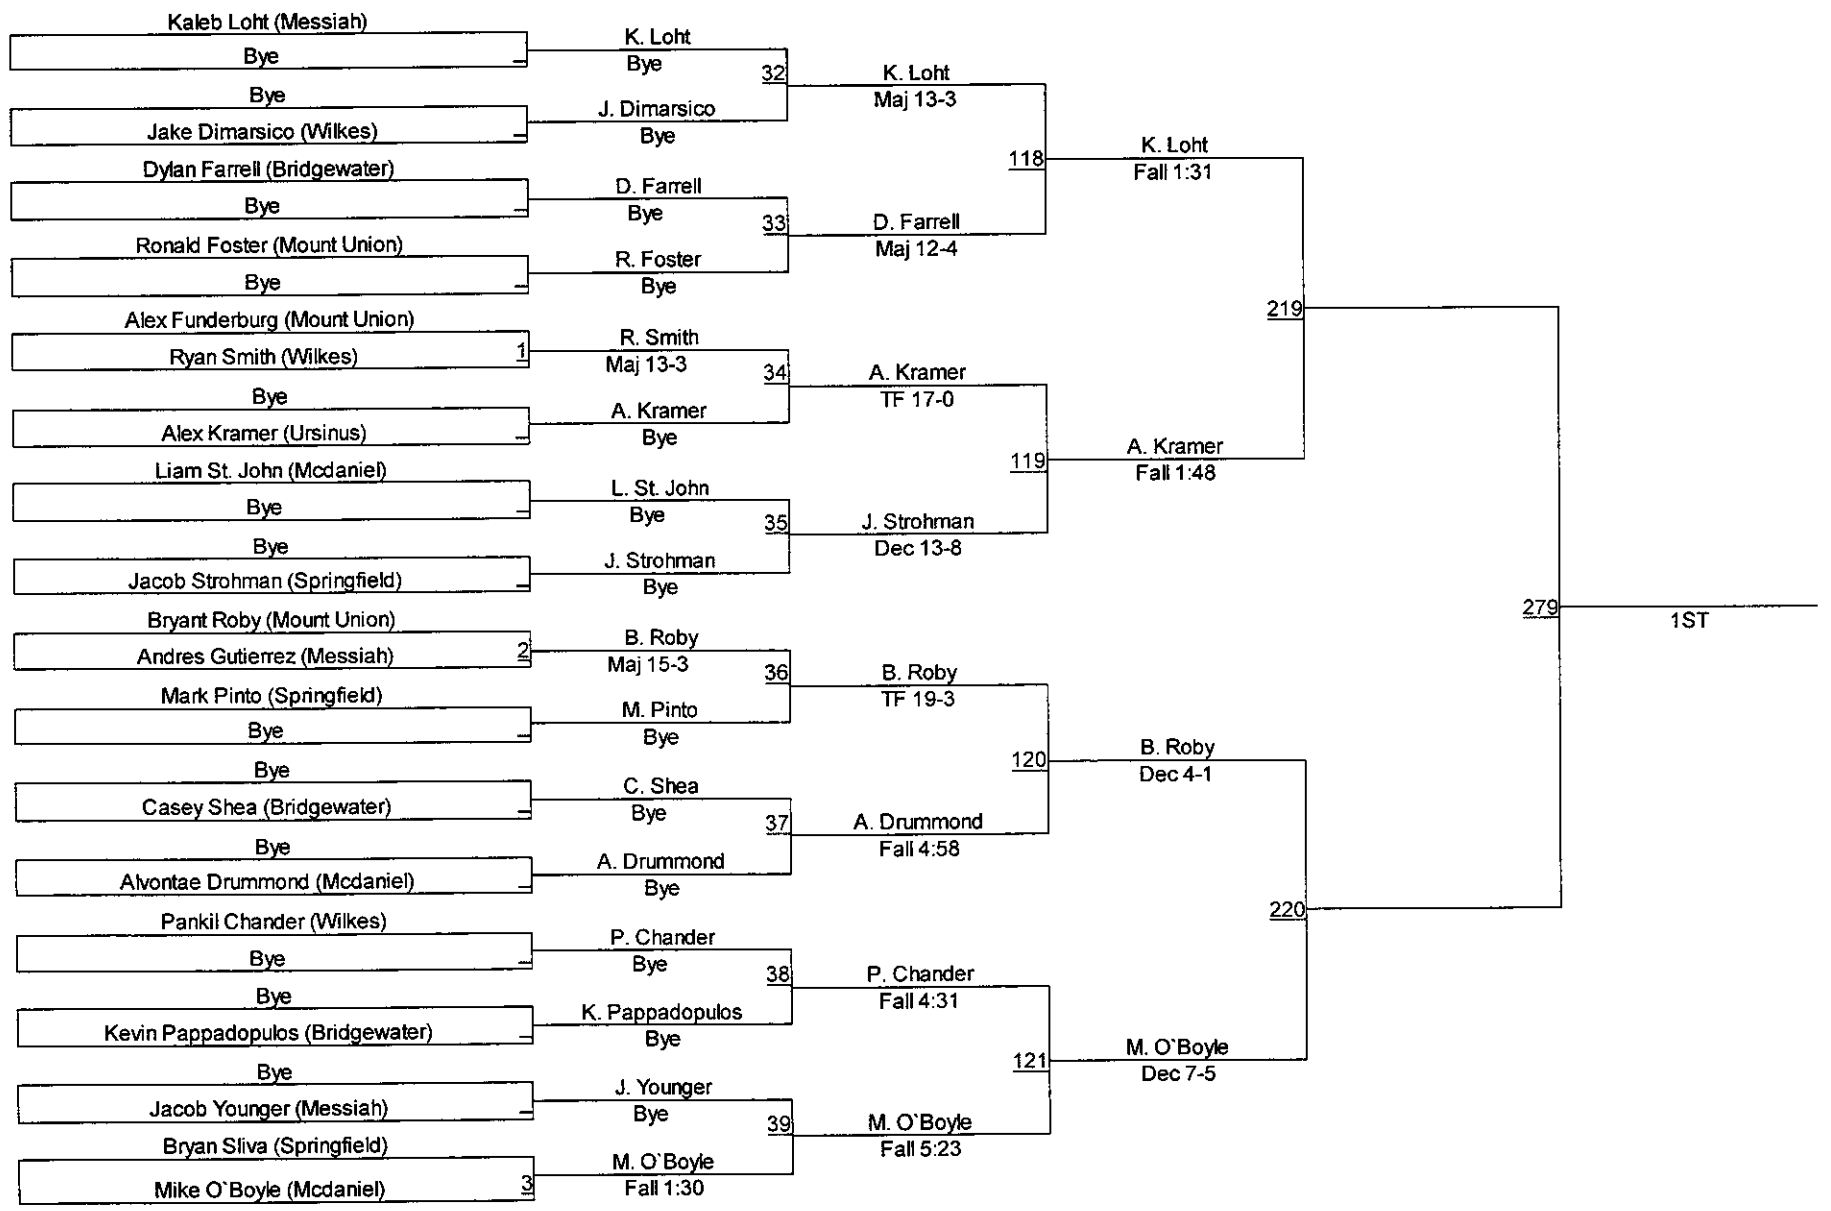 Kaleb Loht (Messiah)
Bye
Bye
Jake Dimarsico (Wilkes)
Dylan Farrell (Bridgewater)
Bye
Ronald Foster (Mount Union)
Bye
Alex Funderburg (Mount Union)
Ryan Smith (Wilkes) 1
Bye
Alex Kramer (Ursinus)
Liam St. John (Mcdaniel)
Bye
Bye
Jacob Strohman (Springfield)
Bryant Roby (Mount Union)
Andres Gutierrez (Messiah) 2
Mark Pinto (Springfield)
Bye
Bye
Casey Shea (Bridgewater)
Bye
Alvontae Drummond (Mcdaniel)
Pankil Chander (Wilkes)
Bye
Bye
Kevin Pappadopulos (Bridgewater)
Bye
Jacob Younger (Messiah)
Bryan Sliva (Springfield)
Mike O`Boyle (Mcdaniel) 3
K. Loht
Bye
32
J. Dimarsico
Bye
D. Farrell
Bye
33
R. Foster
Bye
R. Smith
Maj 13-3
34
A. Kramer
Bye
L. St. John
Bye
35
J. Strohman
Bye
B. Roby
Maj 15-3
36
M. Pinto
Bye
C. Shea
Bye
37
A. Drummond
Bye
P. Chander
Bye
38
K. Pappadopulos
Bye
J. Younger
Bye
39
M. O`Boyle
Fall 1:30
K. Loht
Maj 13-3
118
D. Farrell
Maj 12-4
A. Kramer
TF 17-0
119
J. Strohman
Dec 13-8
B. Roby
TF 19-3
120
A. Drummond
Fall 4:58
P. Chander
Fall 4:31
121
M. O`Boyle
Fall 5:23
K. Loht
Fall 1:31
219
A. Kramer
Fall 1:48
B. Roby
Dec 4-1
220
M. O`Boyle
Dec 7-5
279
1ST